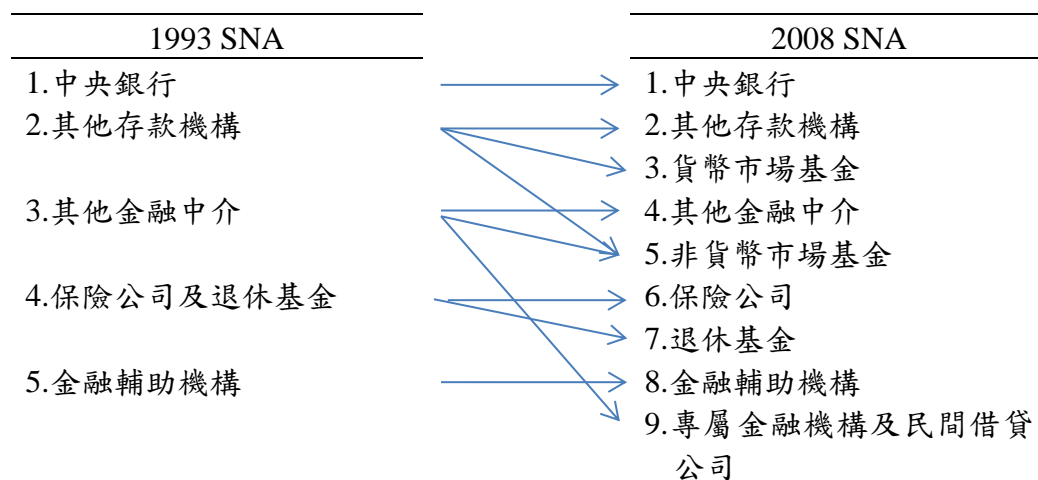 1993 SNA
2008 SNA
1.中央銀行
1.中央銀行
2.其他存款機構
2.其他存款機構
3.貨幣市場基金
3.其他金融中介
4.其他金融中介
5.非貨幣市場基金
4.保險公司及退休基金
6.保險公司
7.退休基金
5.金融輔助機構
8.金融輔助機構
9.專屬金融機構及民間借貸
公司